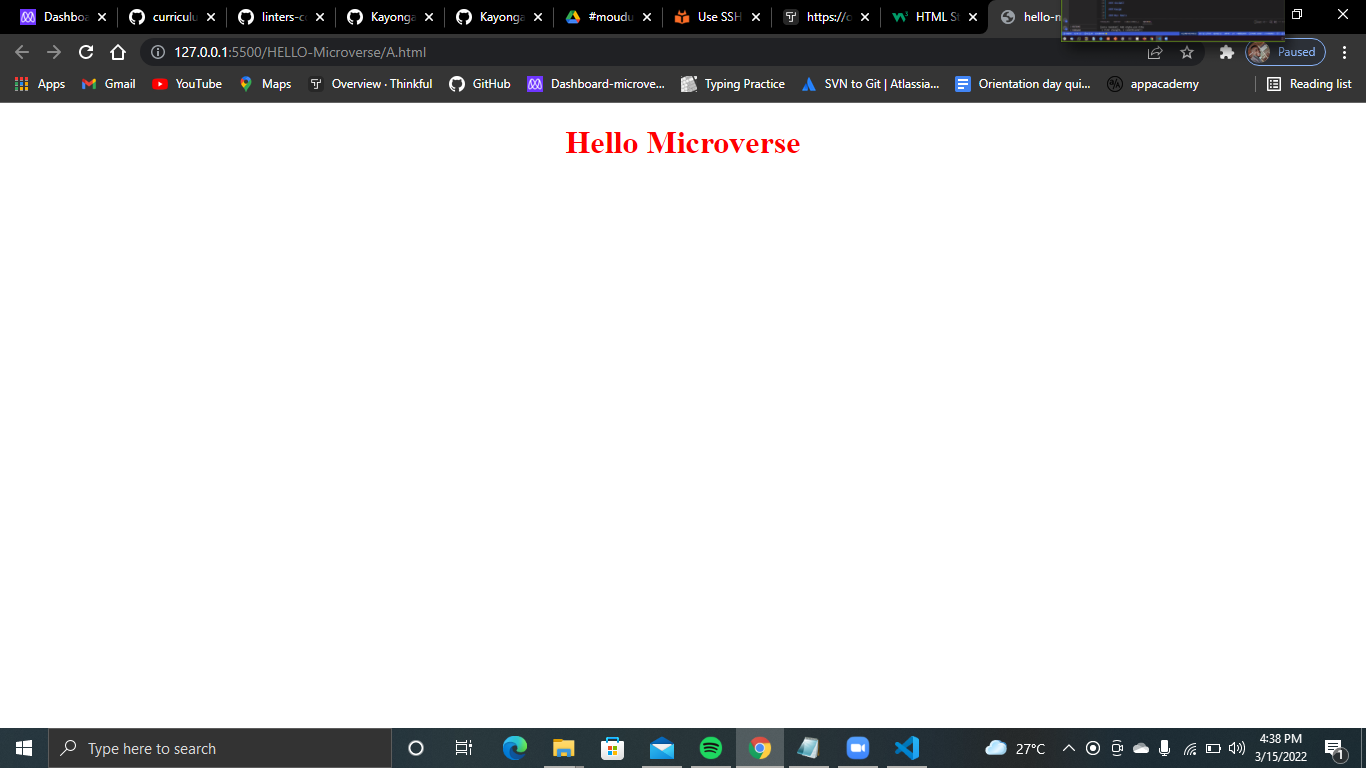 Dashboa curriculu linters-co Kayonga Kayonga #moudu Use SSH https://c HTML St hello-m
127.0.0.1:5500/HELLO-Microverse/A.html Paused
Apps Gmail YouTube Maps Overview · Thinkful GitHub Dashboard-microve... Typing Practice SVN to Git | Atlassia... Orientation day qui... appacademy Reading list
Hello Microverse
Type here to search 27°C 4:38 PM
3/15/2022 1